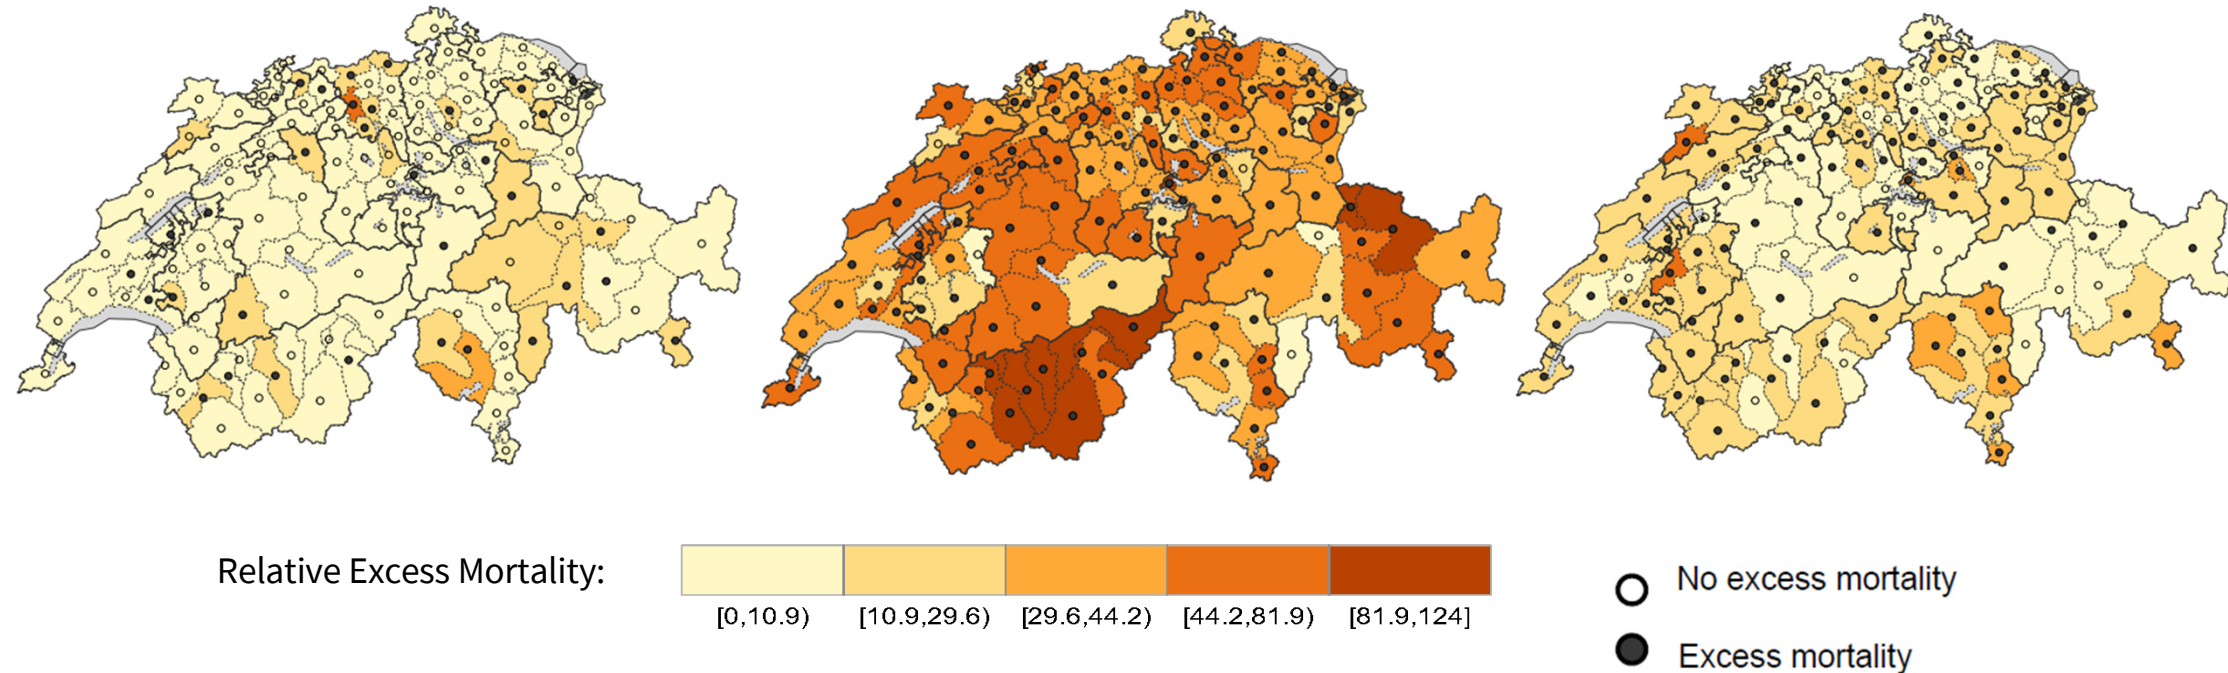 Relative Excess Mortality:
[0,10.9)
[10.9,29.6)
[29.6,44.2)
[44.2,81.9)
[81.9,124]
No excess mortality
Excess mortality